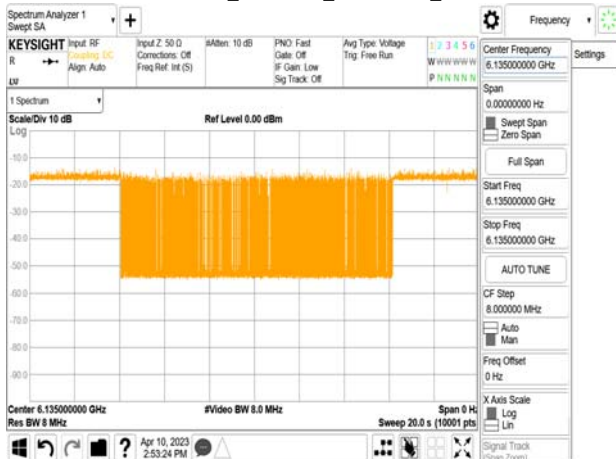 Spectrum Analyzer 1
Swept SA
+
Frequency
KEYSIGHT
Input: RF
Coupling: DC
Align: Auto
Input Z: 50 Ω
Corrections: Off
Freq Ref: Int (S)
#Atten: 10 dB
PNO: Fast
Gate: Off
IF Gain: Low
Sig Track: Off
Avg Type: Voltage
Trig: Free Run
1 2 3 4 5 6
W W W W W W
P N N N N N
R
LXI
1 Spectrum
Scale/Div 10 dB
Ref Level 0.00 dBm
Log
-10.0
-20.0
-30.0
-40.0
-50.0
-60.0
-70.0
-80.0
-90.0
Center 6.135000000 GHz
Res BW 8 MHz
#Video BW 8.0 MHz
Span 0 Hz
Sweep 20.0 s (10001 pts
Apr 10, 2023
2:53:24 PM
Center Frequency
6.135000000 GHz
Settings
Span
0.00000000 Hz
Swept Span
Zero Span
Full Span
Start Freq
6.135000000 GHz
Stop Freq
6.135000000 GHz
AUTO TUNE
CF Step
8.000000 MHz
Auto
Man
Freq Offset
0 Hz
X Axis Scale
Log
Lin
Signal Track
(Span Zoom)